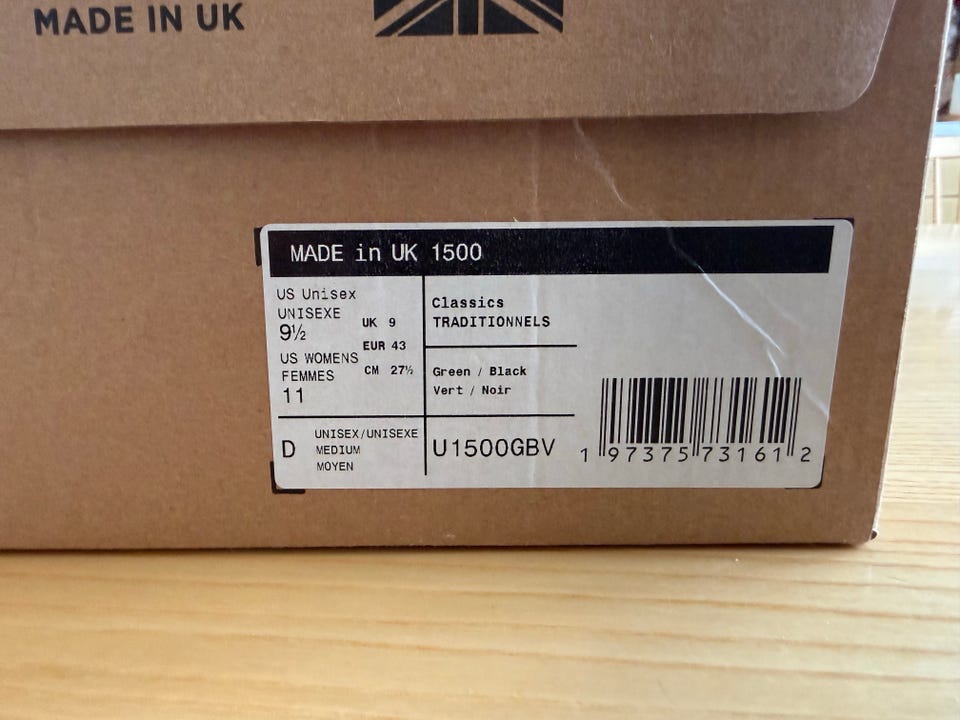 MADE IN UK
MADE in UK 1500
US Unisex
UNISEXE
9½
US WOMENS
FEMMES
11
UK 9
EUR 43
CM 27½
Classics
TRADITIONNELS
Green / Black
Vert / Noir
D
UNISEX/UNISEXE
MEDIUM
MOYEN
U1500GBV
1 97375 73161 2